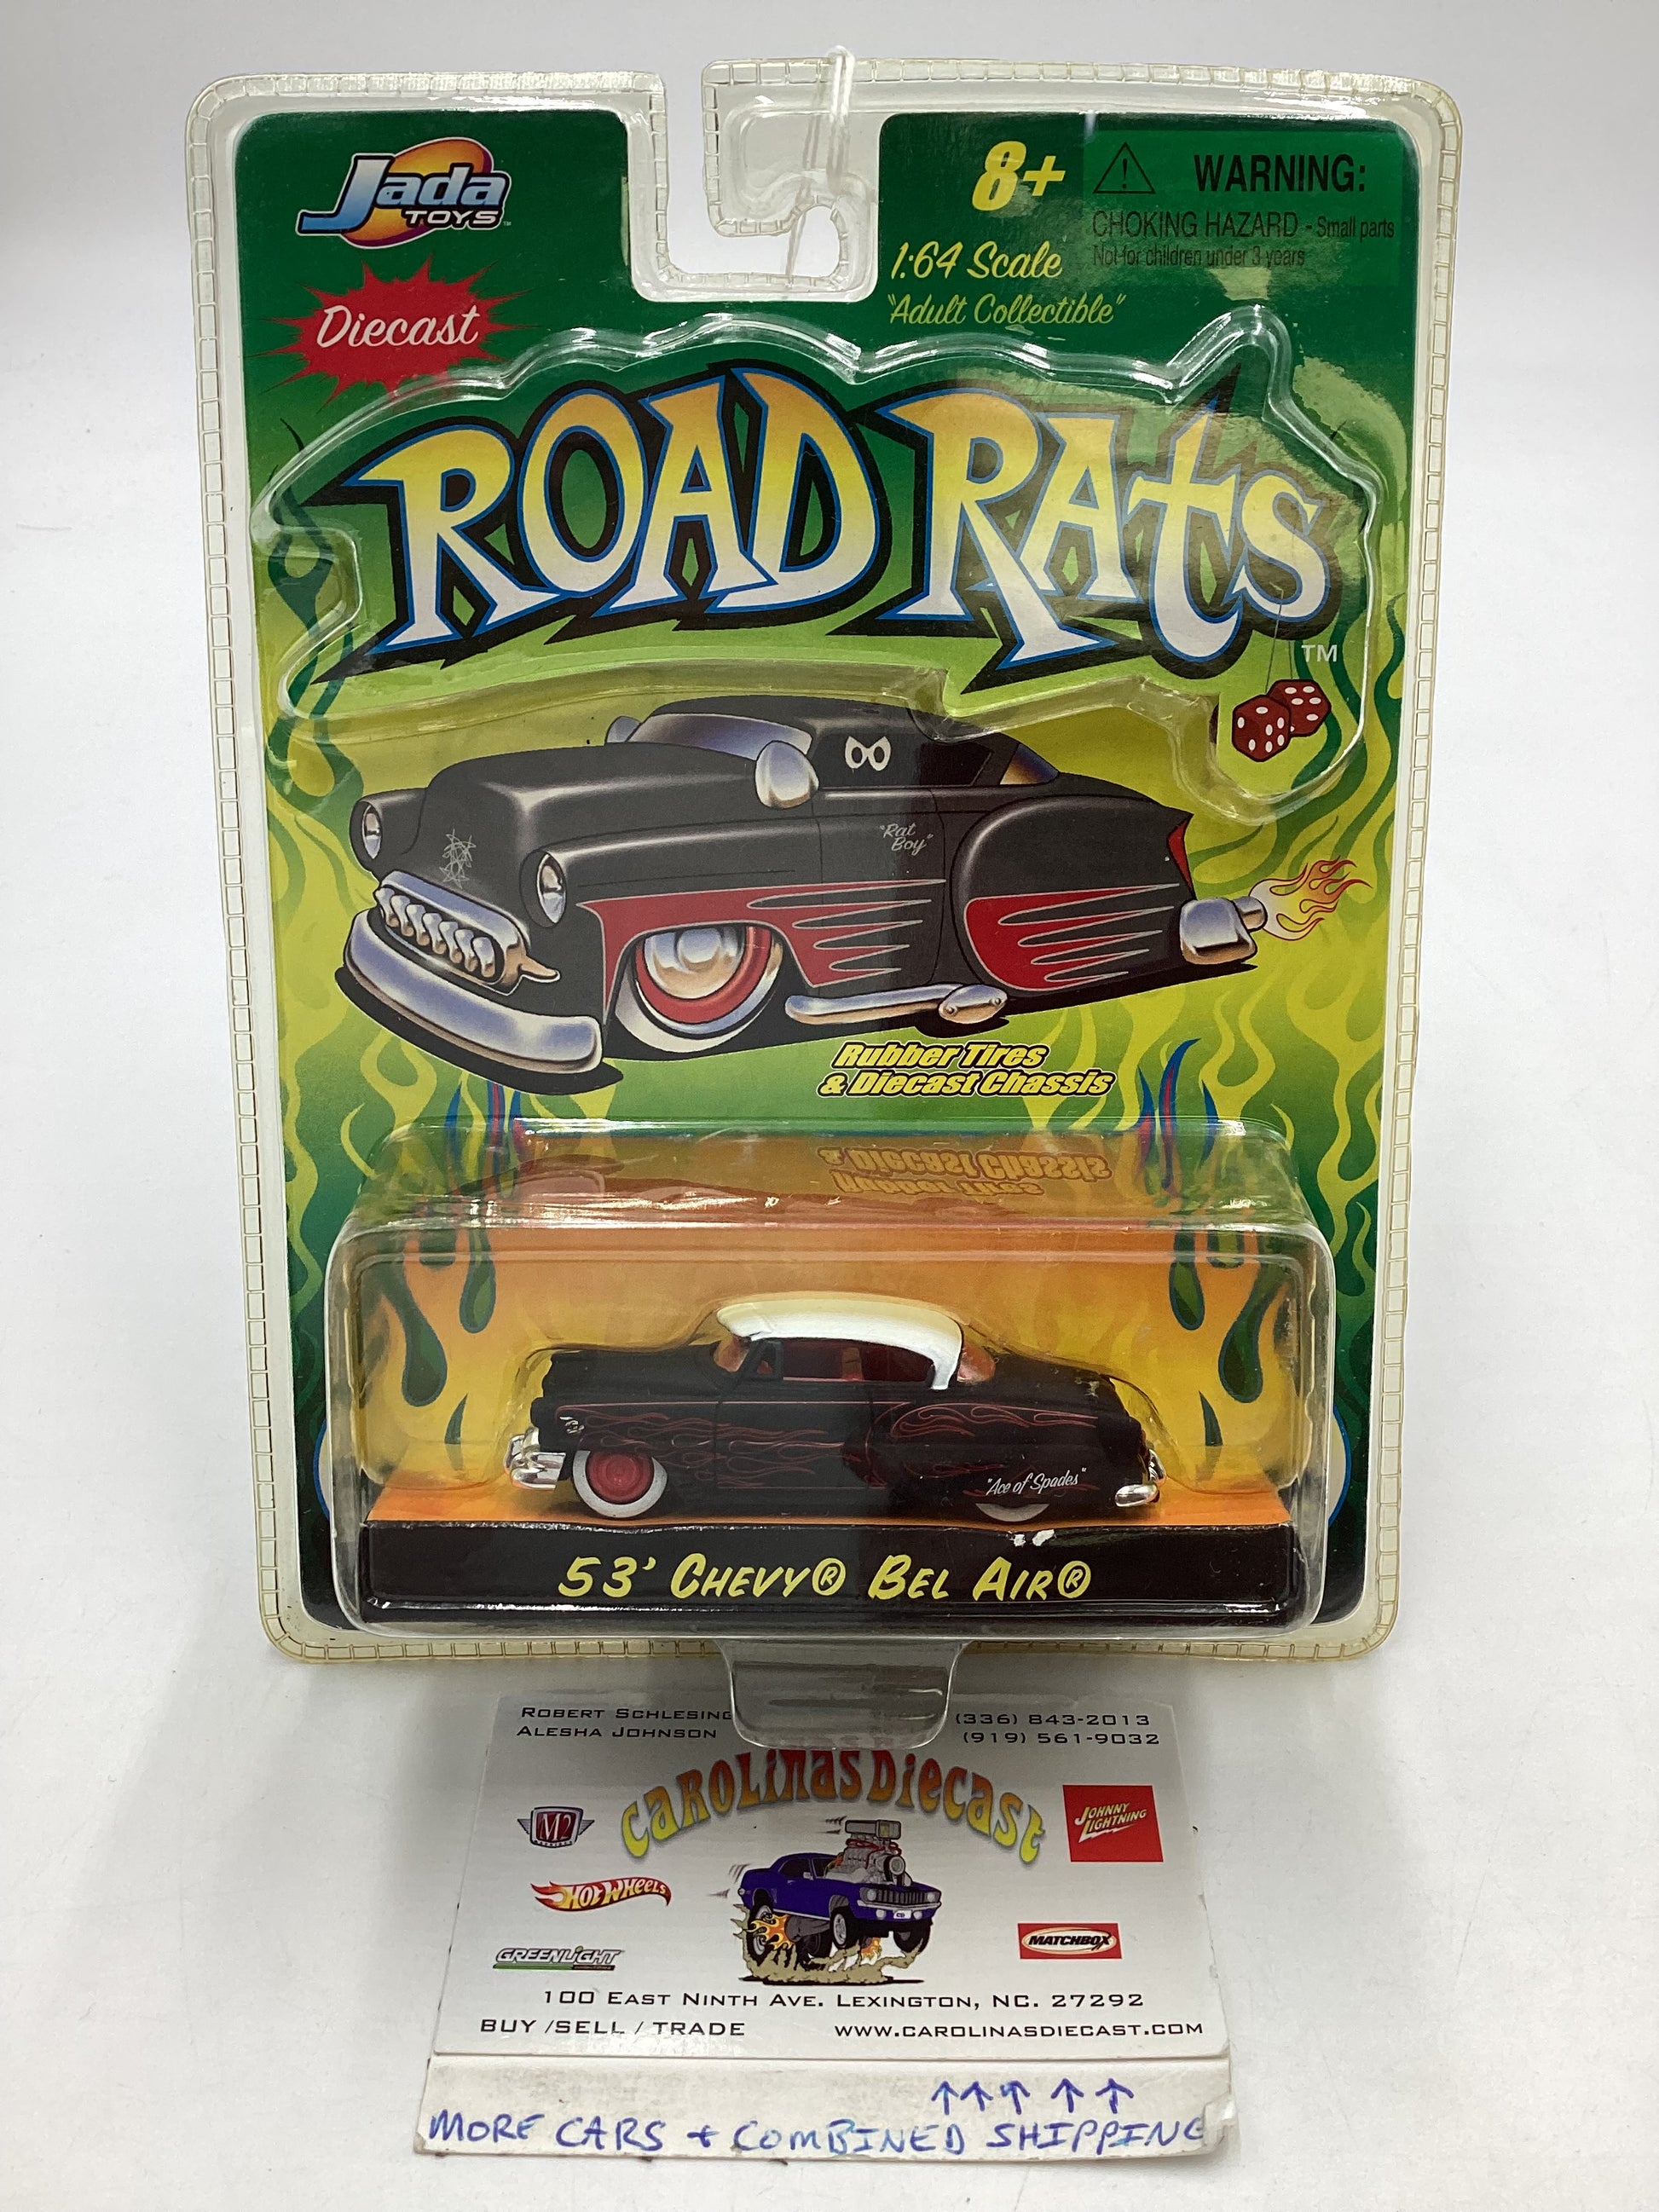 Jada
TOYS
Diecast
8+
1:64 Scale
"Adult Collectible"
WARNING:
CHOKING HAZARD - Small parts
Not for children under 3 years
ROAD RAtS
TM
"Rat
Boy"
Rubber Tires
& Diecast Chassis
"Ace of Spades"
53' CHEVY® BEL AIR®
ROBERT SCHLESING
(336) 843-2013
ALESHA JOHNSON
(919) 561-9032
CAROLINAS DIECAST
M2
JOHNNY
LIGHTNING
HOT WHEELS
GREENLIGHT
MATCHBOX
100 EAST NINTH AVE. LEXINGTON, NC. 27292
BUY /SELL / TRADE
WWW.CAROLINASDIECAST.COM
MORE CARS + COMBINED SHIPPING